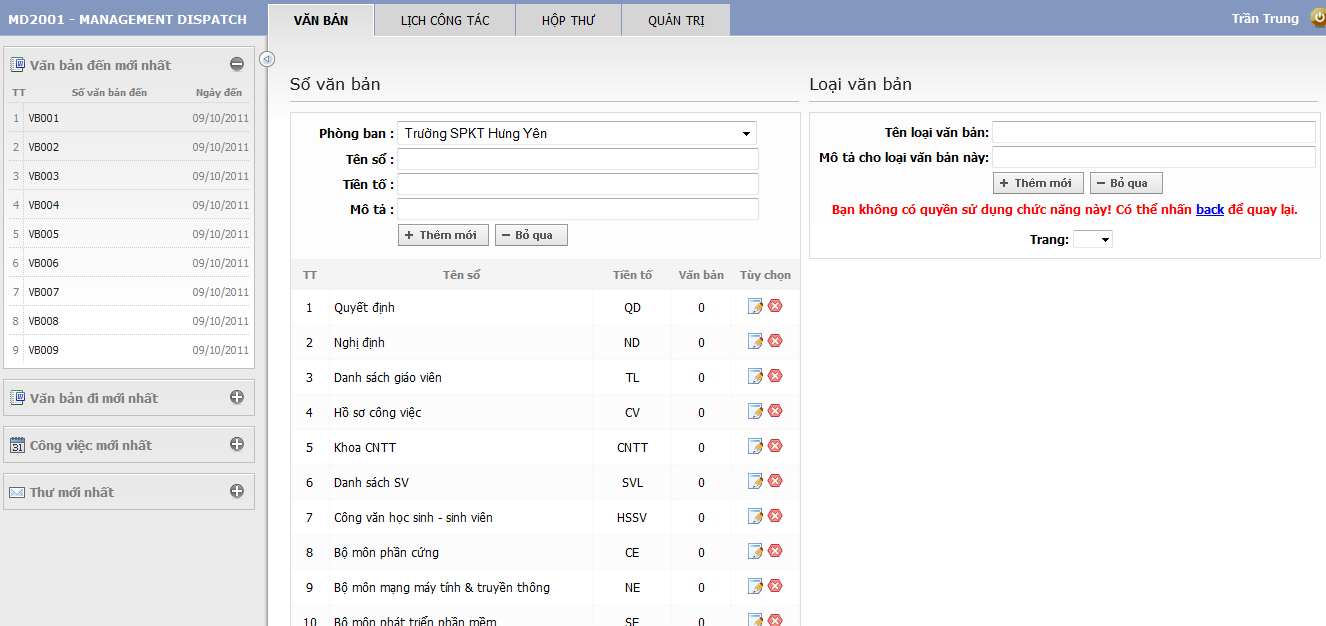 MD2001 - MANAGEMENT DISPATCH
VĂN BẢN
LỊCH CÔNG TÁC
HỘP THƯ
QUẢN TRỊ
Trần Trung
Văn bản đến mới nhất
TT Số văn bản đến Ngày đến
1 VB001 09/10/2011
2 VB002 09/10/2011
3 VB003 09/10/2011
4 VB004 09/10/2011
5 VB005 09/10/2011
6 VB006 09/10/2011
7 VB007 09/10/2011
8 VB008 09/10/2011
9 VB009 09/10/2011
Văn bản đi mới nhất
31 Công việc mới nhất
Thư mới nhất
Sổ văn bản
Phòng ban : Trường SPKT Hưng Yên
Tên sổ :
Tiền tố :
Mô tả :
+ Thêm mới − Bỏ qua
TT Tên sổ Tiền tố Văn bản Tùy chọn
1 Quyết định QD 0
2 Nghị định ND 0
3 Danh sách giáo viên TL 0
4 Hồ sơ công việc CV 0
5 Khoa CNTT CNTT 0
6 Danh sách SV SVL 0
7 Công văn học sinh - sinh viên HSSV 0
8 Bộ môn phần cứng CE 0
9 Bộ môn mạng máy tính & truyền thông NE 0
10 Bộ môn phát triển phần mềm SE 0
Loại văn bản
Tên loại văn bản:
Mô tả cho loại văn bản này:
+ Thêm mới − Bỏ qua
Bạn không có quyền sử dụng chức năng này! Có thể nhấn back để quay lại.
Trang: